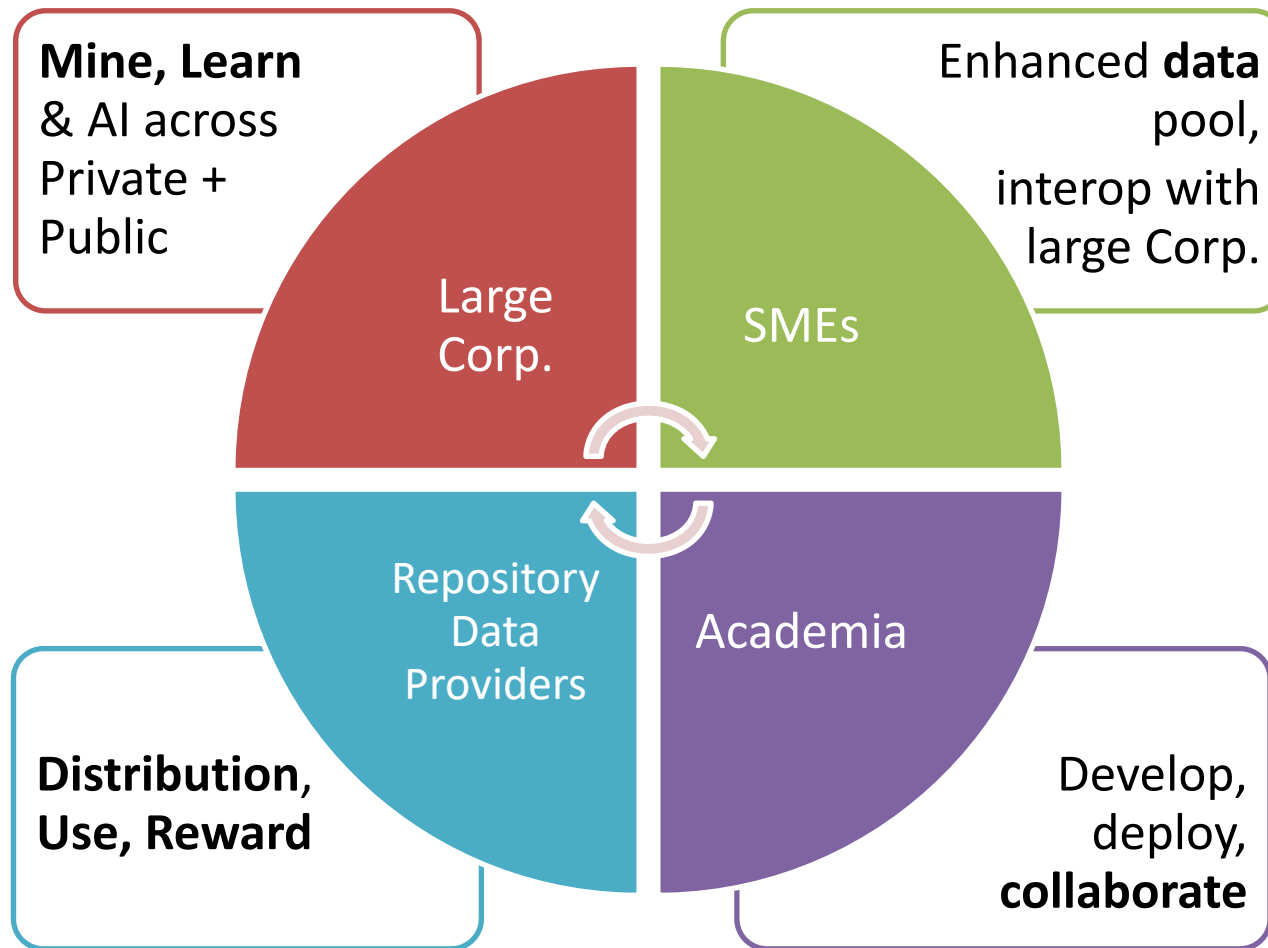 Mine, Learn
& AI across
Private +
Public
Enhanced data
pool,
interop with
large Corp.
Large
Corp.
SMEs
Repository
Data
Providers
Academia
Distribution,
Use, Reward
Develop,
deploy,
collaborate